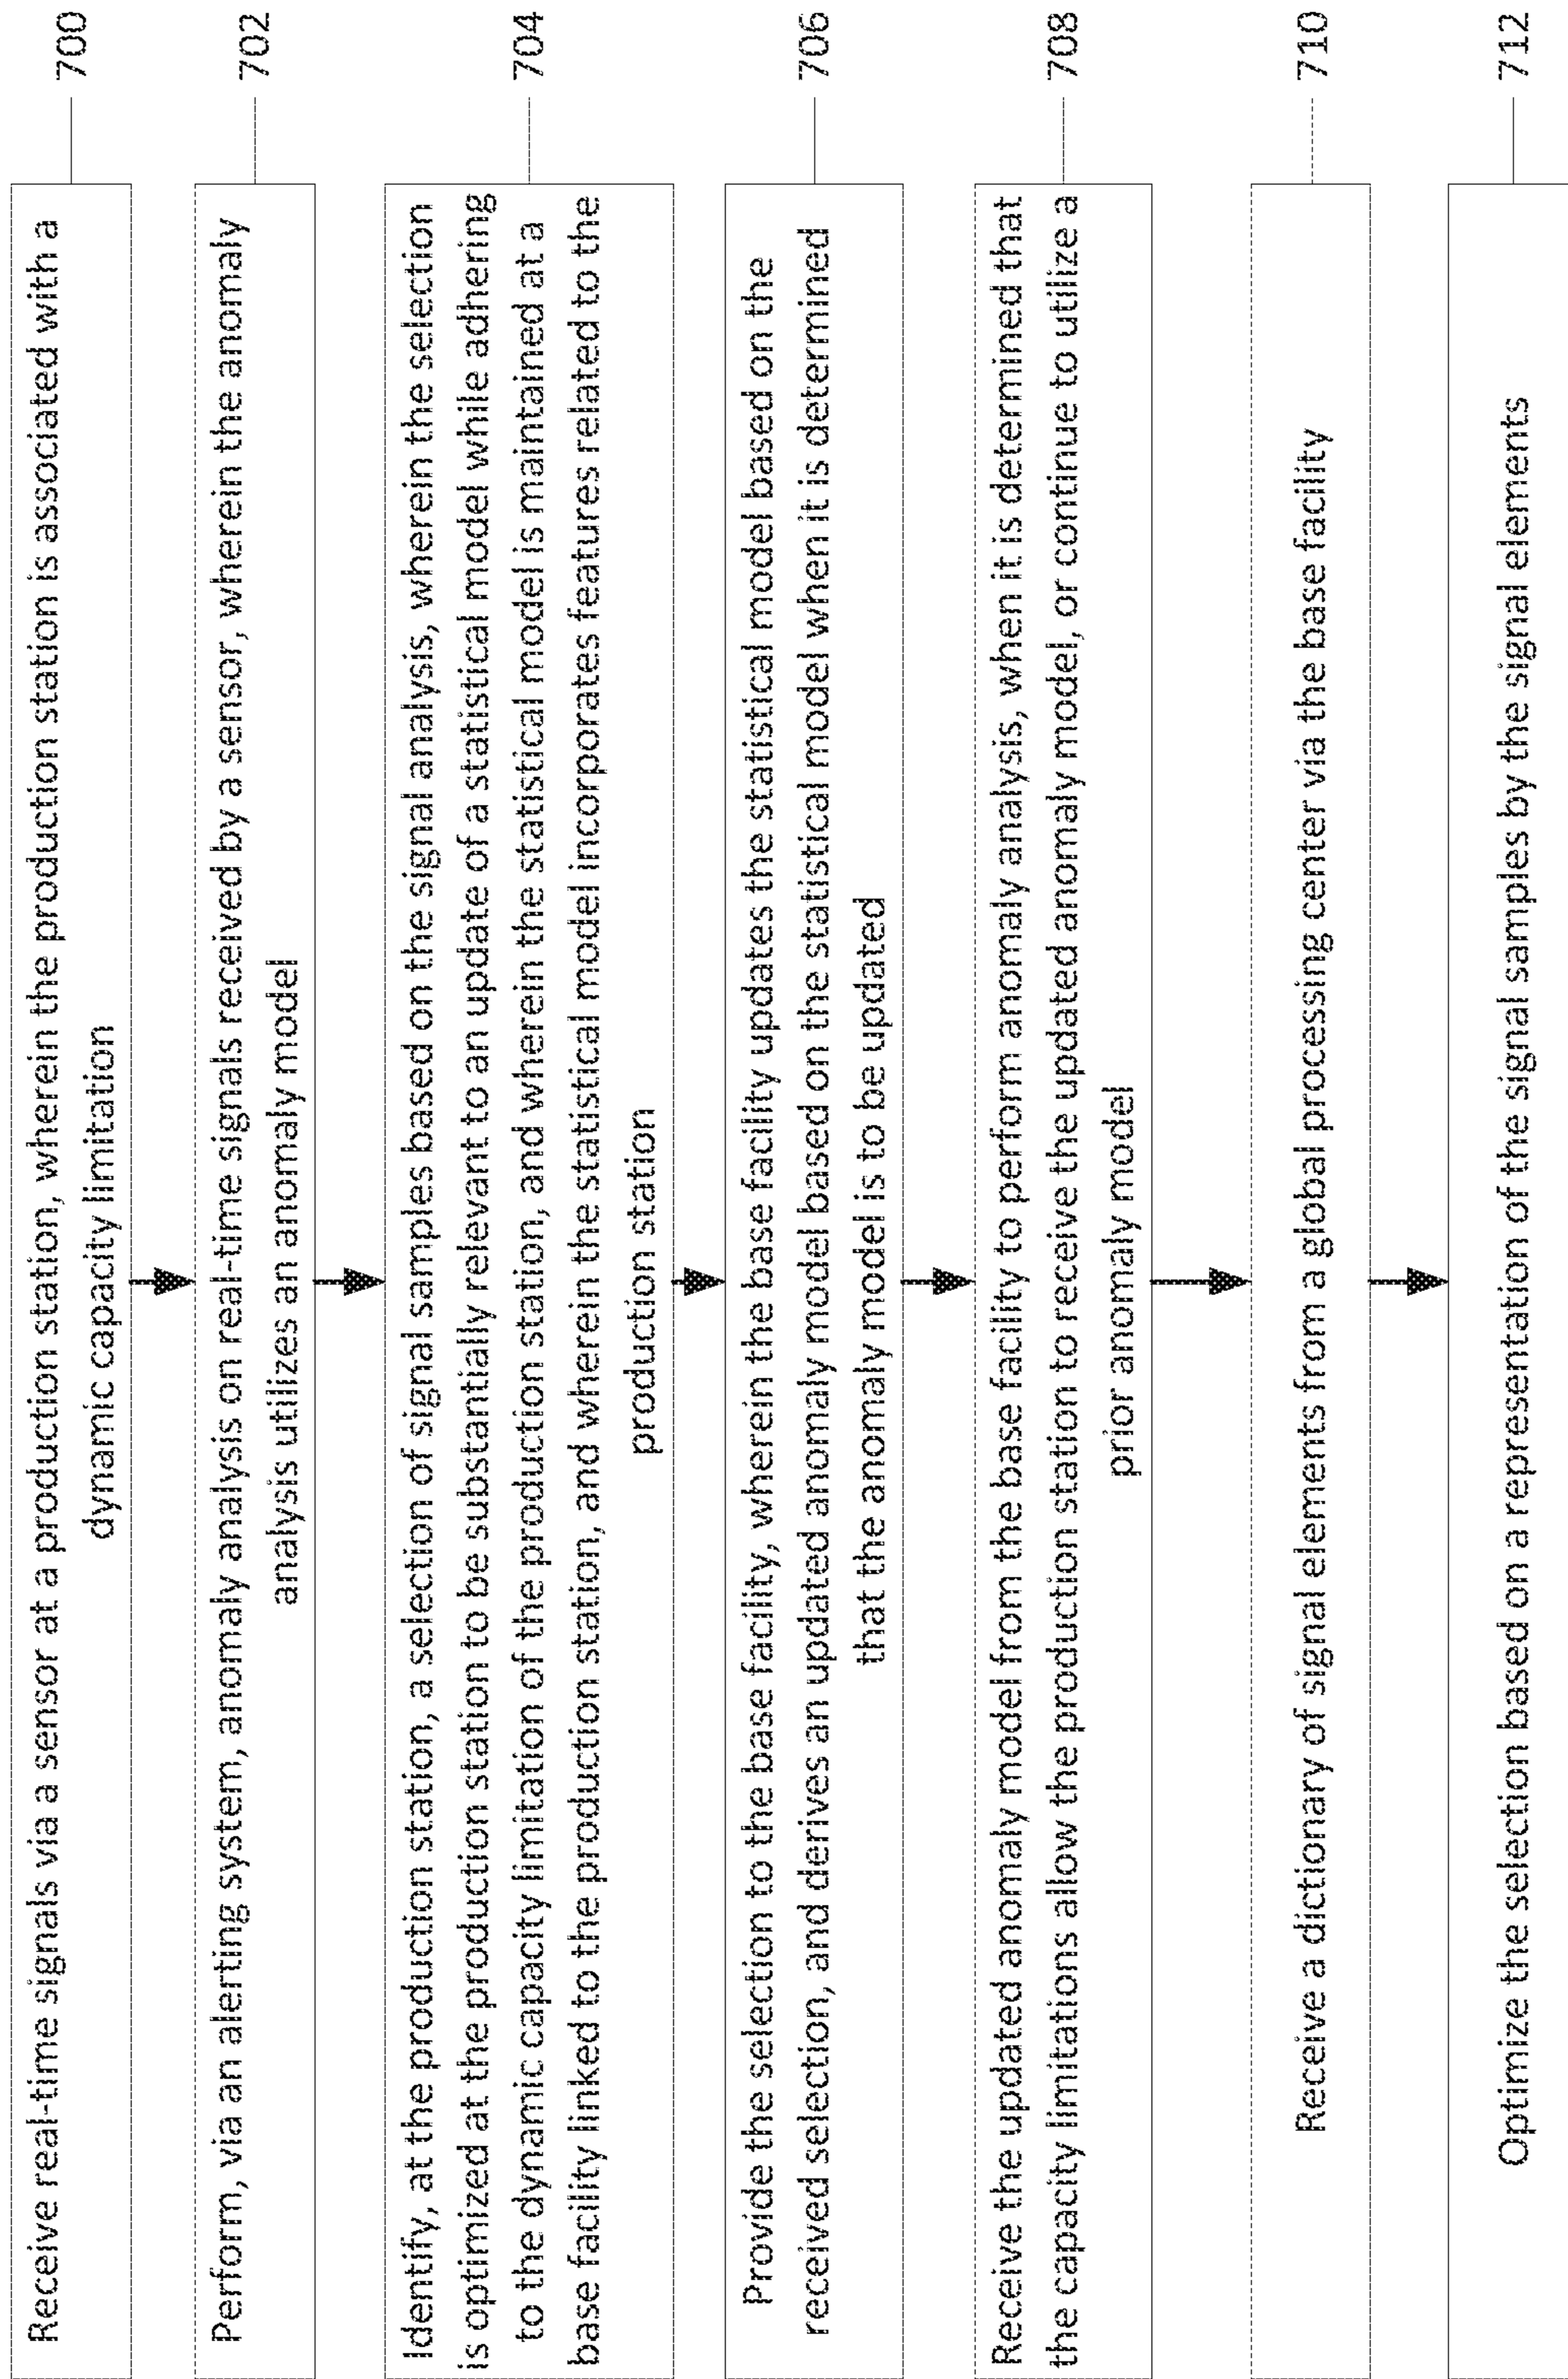 Receive real-time signals via a sensor at a production station, wherein the production station is associated with a
dynamic capacity limitation
700
Perform, via an alerting system, anomaly analysis on real-time signals received by a sensor, wherein the anomaly
analysis utilizes an anomaly model
702
Identify, at the production station, a selection of signal samples based on the signal analysis, wherein the selection
is optimized at the production station to be substantially relevant to an update of a statistical model while adhering
to the dynamic capacity limitation of the production station, and wherein the statistical model is maintained at a
base facility linked to the production station, and wherein the statistical model incorporates features related to the
production station
704
Provide the selection to the base facility, wherein the base facility updates the statistical model based on the
received selection, and derives an updated anomaly model based on the statistical model when it is determined
that the anomaly model is to be updated
706
Receive the updated anomaly model from the base facility to perform anomaly analysis, when it is determined that
the capacity limitations allow the production station to receive the updated anomaly model, or continue to utilize a
prior anomaly model
708
Receive a dictionary of signal elements from a global processing center via the base facility
710
Optimize the selection based on a representation of the signal samples by the signal elements
712